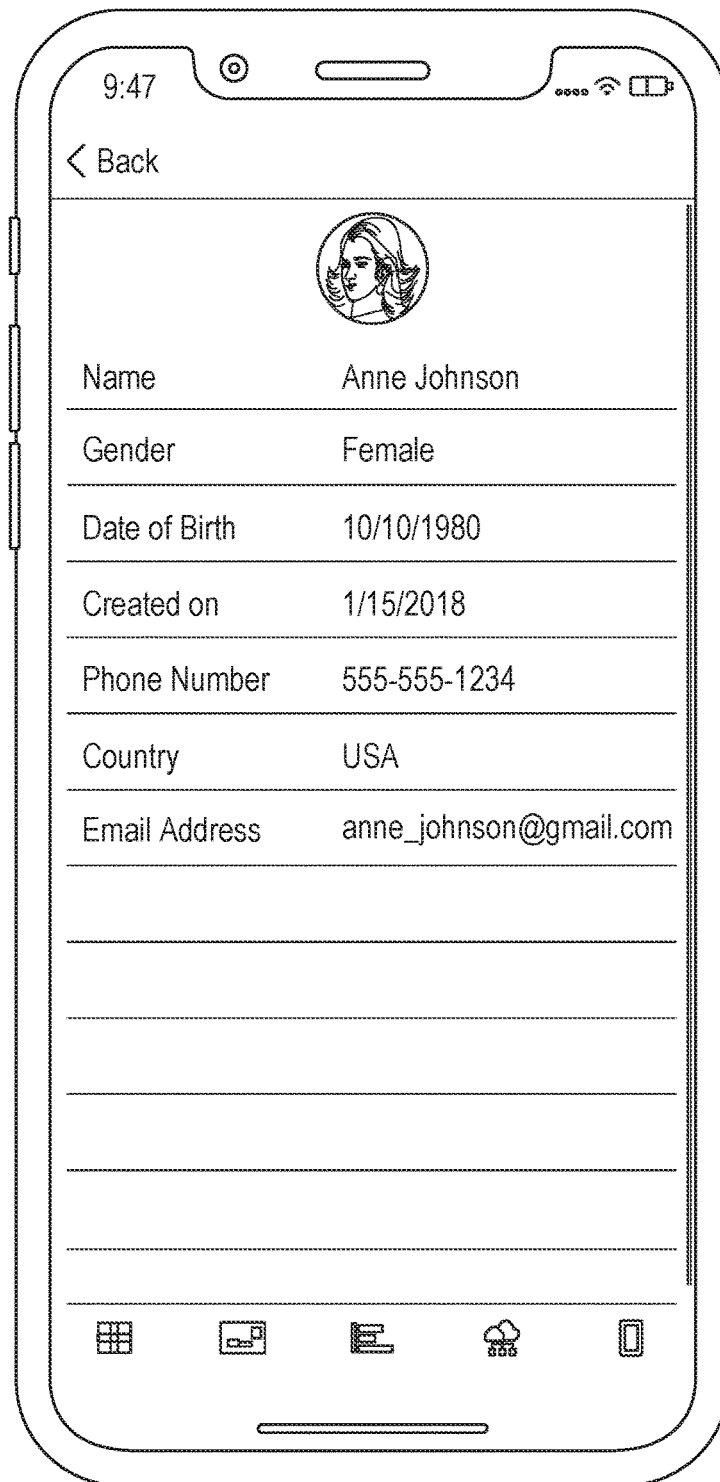 9:47
Back
Name Anne Johnson
Gender Female
Date of Birth 10/10/1980
Created on 1/15/2018
Phone Number 555-555-1234
Country USA
Email Address anne_johnson@gmail.com